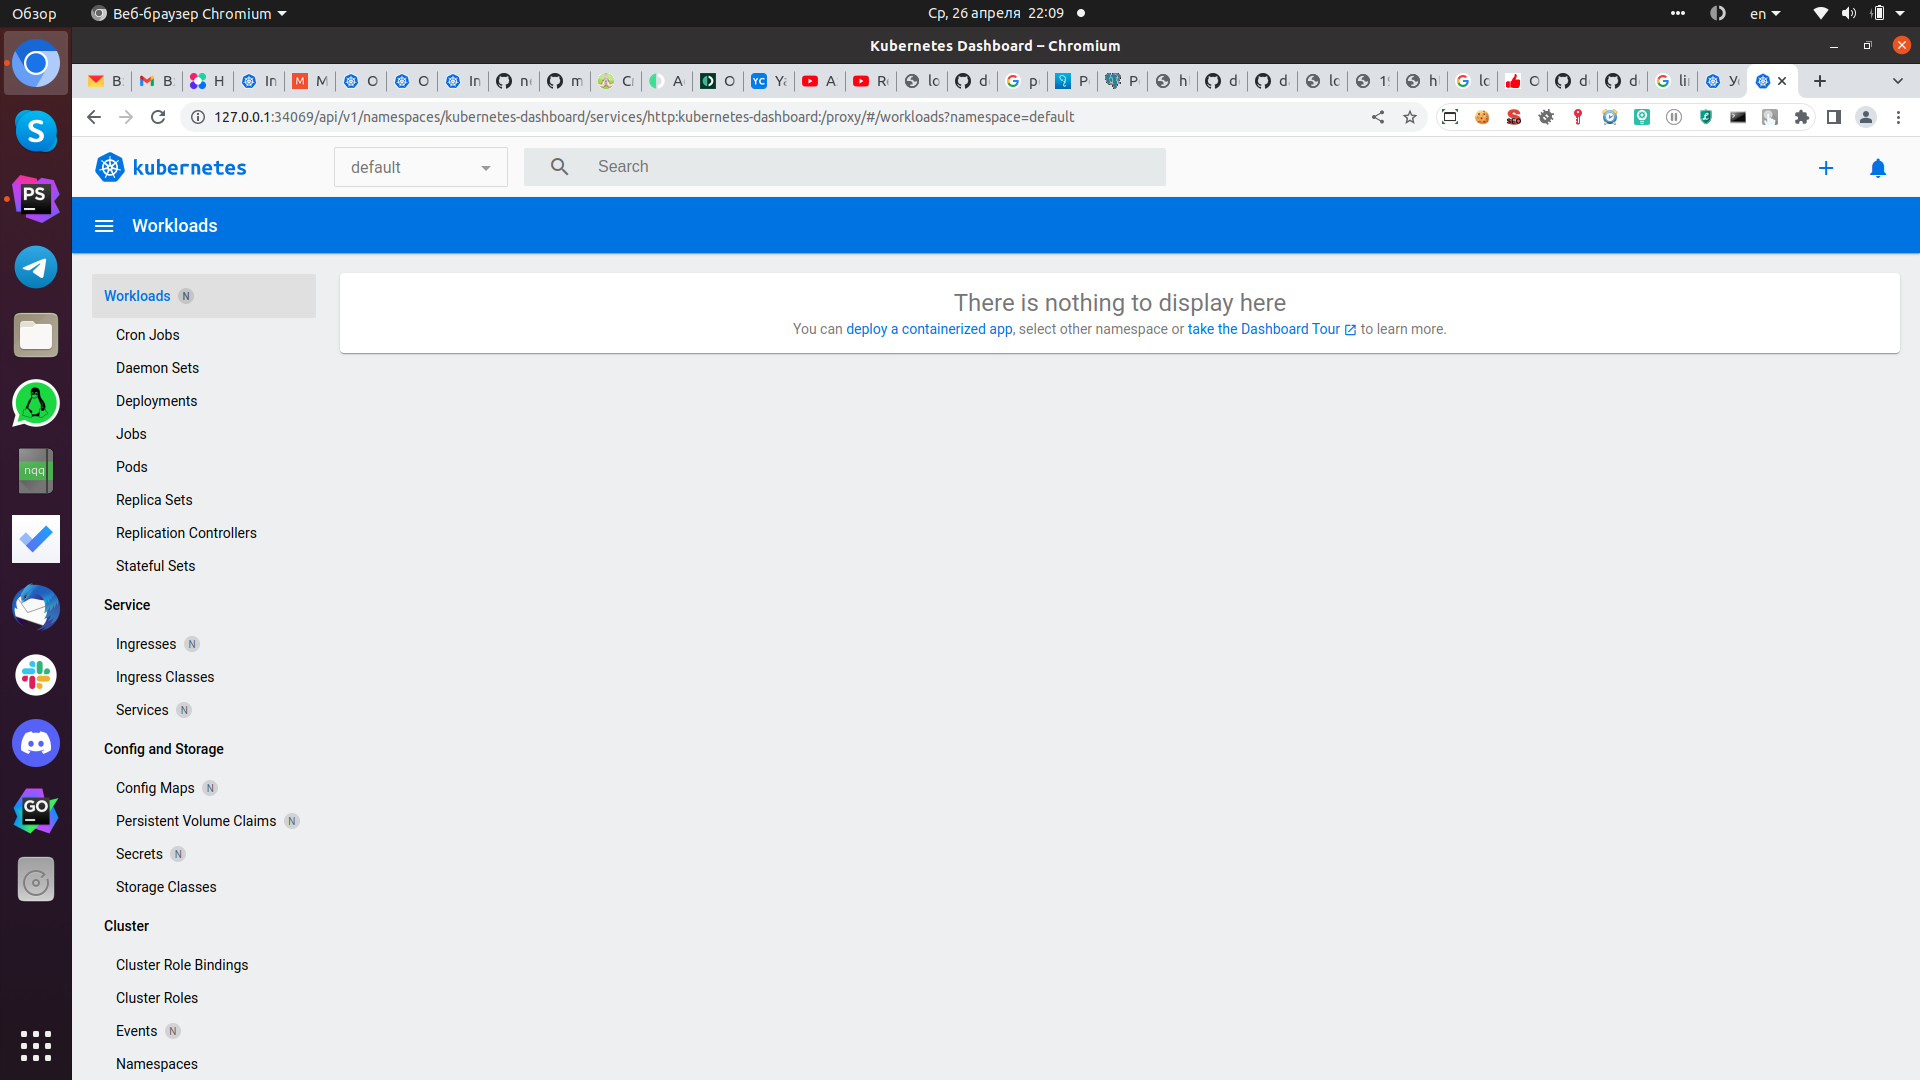 Обзор
Веб-браузер Chromium
Ср, 26 апреля 22:09
en
Kubernetes Dashboard – Chromium
127.0.0.1:34069/api/v1/namespaces/kubernetes-dashboard/services/http:kubernetes-dashboard:/proxy/#/workloads?namespace=default
kubernetes
default
Search
Workloads
Workloads N
Cron Jobs
Daemon Sets
Deployments
Jobs
Pods
Replica Sets
Replication Controllers
Stateful Sets
Service
Ingresses N
Ingress Classes
Services N
Config and Storage
Config Maps N
Persistent Volume Claims N
Secrets N
Storage Classes
Cluster
Cluster Role Bindings
Cluster Roles
Events N
Namespaces
There is nothing to display here
You can deploy a containerized app, select other namespace or take the Dashboard Tour to learn more.
PS
nqq
GO